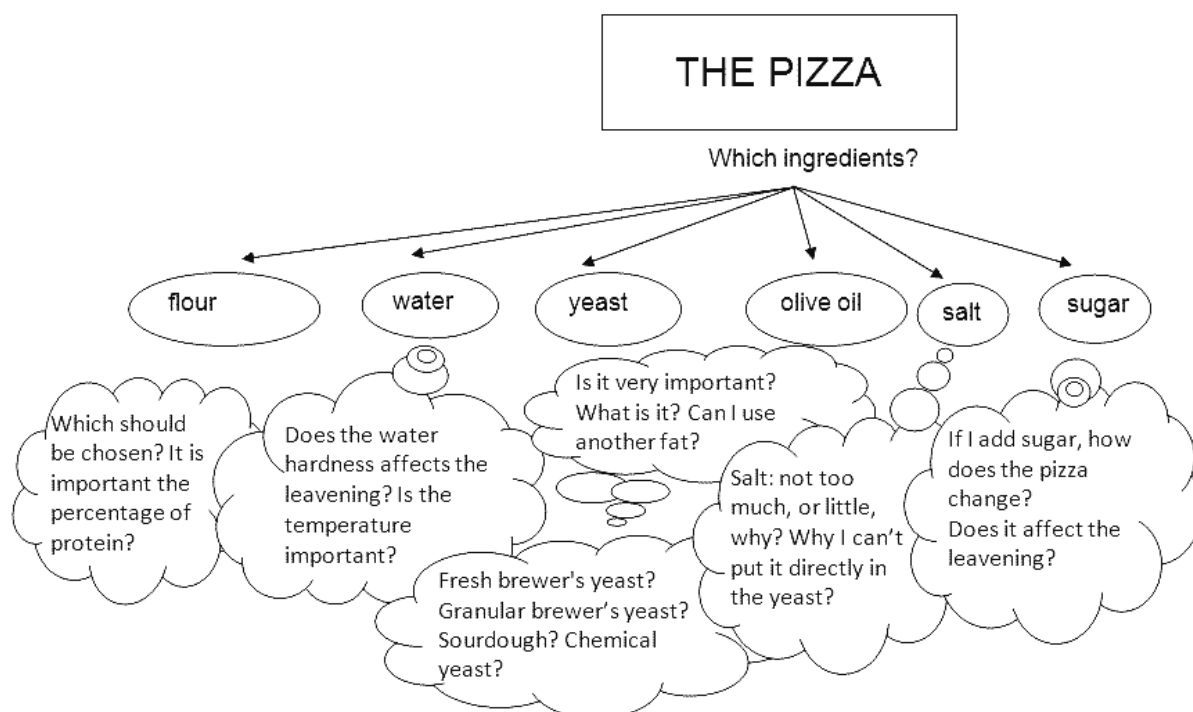 THE PIZZA
Which ingredients?
flour
water
yeast
olive oil
salt
sugar
Which should
be chosen? It is
important the
percentage of
protein?
Does the water
hardness affects the
leavening? Is the
temperature
important?
Is it very important?
What is it? Can I use
another fat?
Fresh brewer's yeast?
Granular brewer's yeast?
Sourdough? Chemical
yeast?
Salt: not too
much, or little,
why? Why I can't
put it directly in
the yeast?
If I add sugar, how
does the pizza
change?
Does it affect the
leavening?